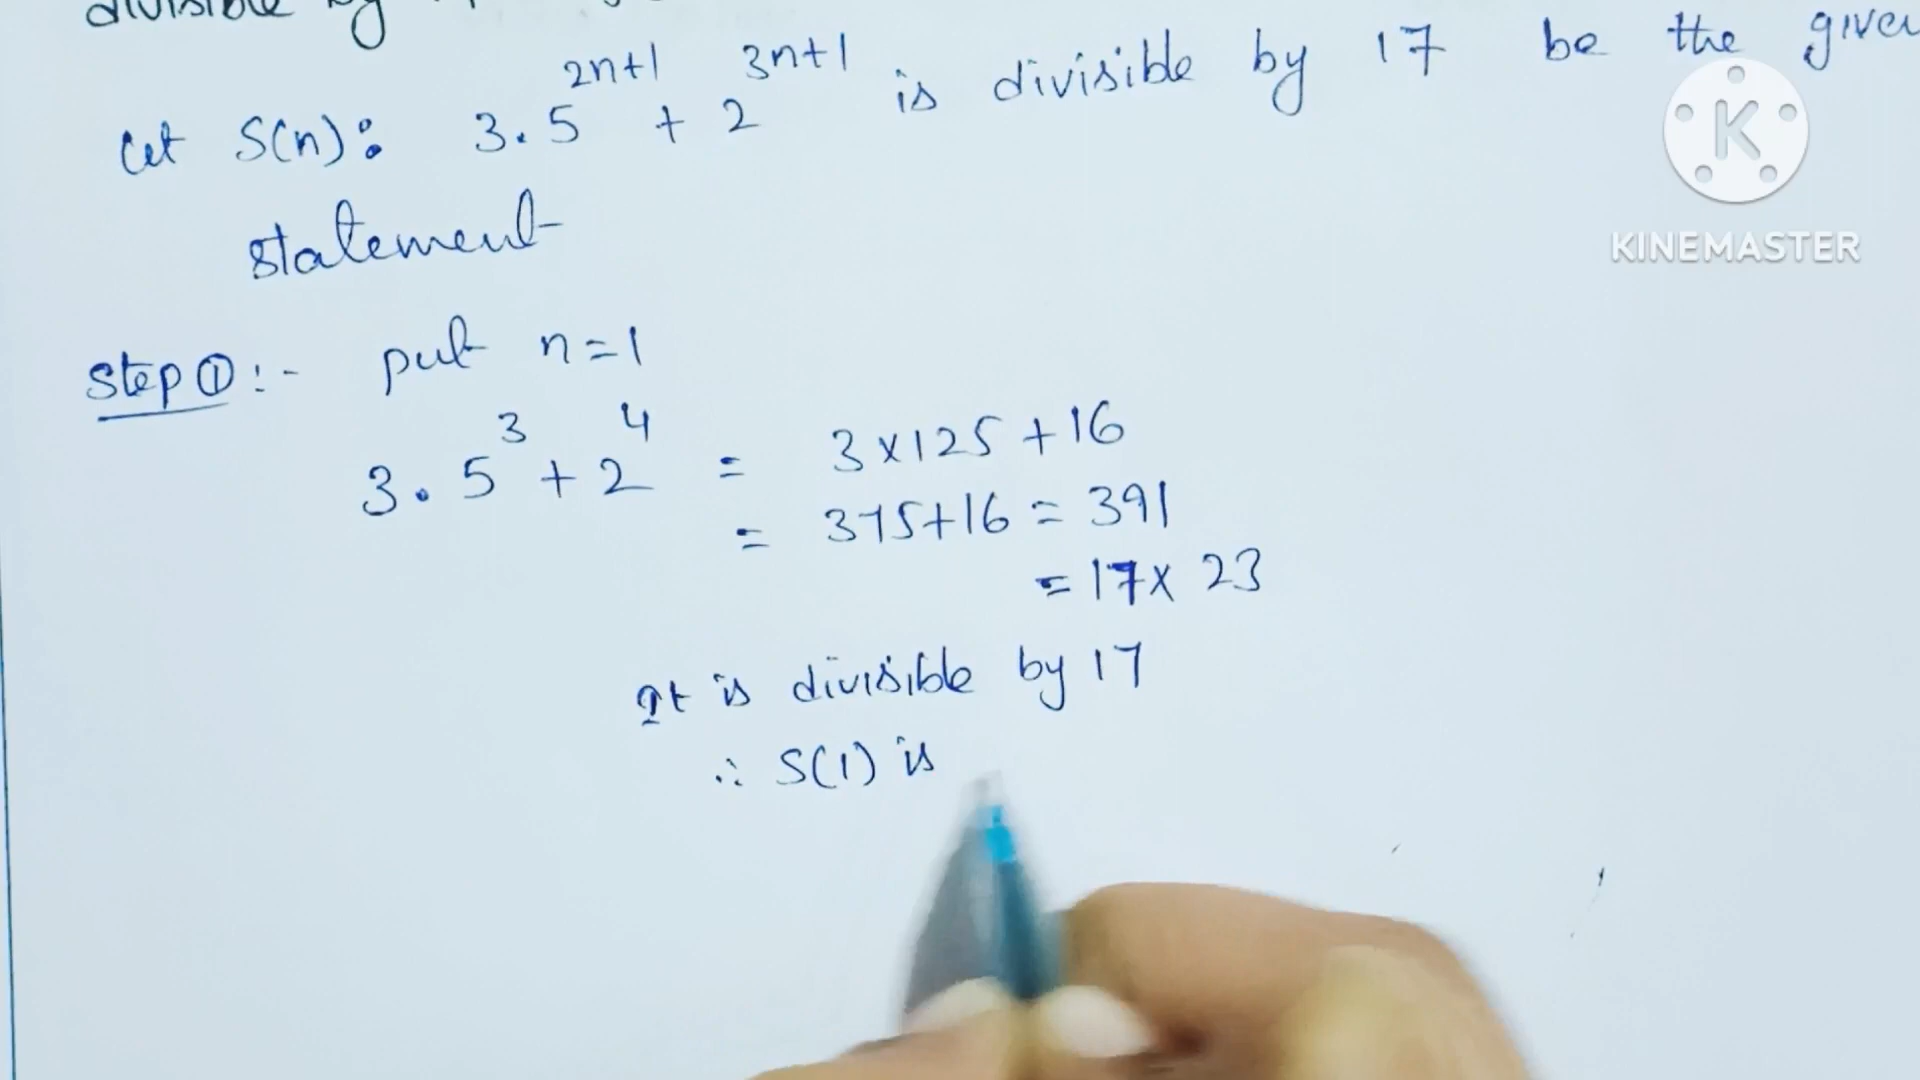 divisible by
Let S(n): 3.5^{2n+1} + 2^{3n+1} is divisible by 17 be the given
statement
Step ①:- put n=1
3.5^3+2^4 = 3×125+16
= 375+16 = 391
= 17× 23
It is divisible by 17
∴ S(1) is
K
KINEMASTER